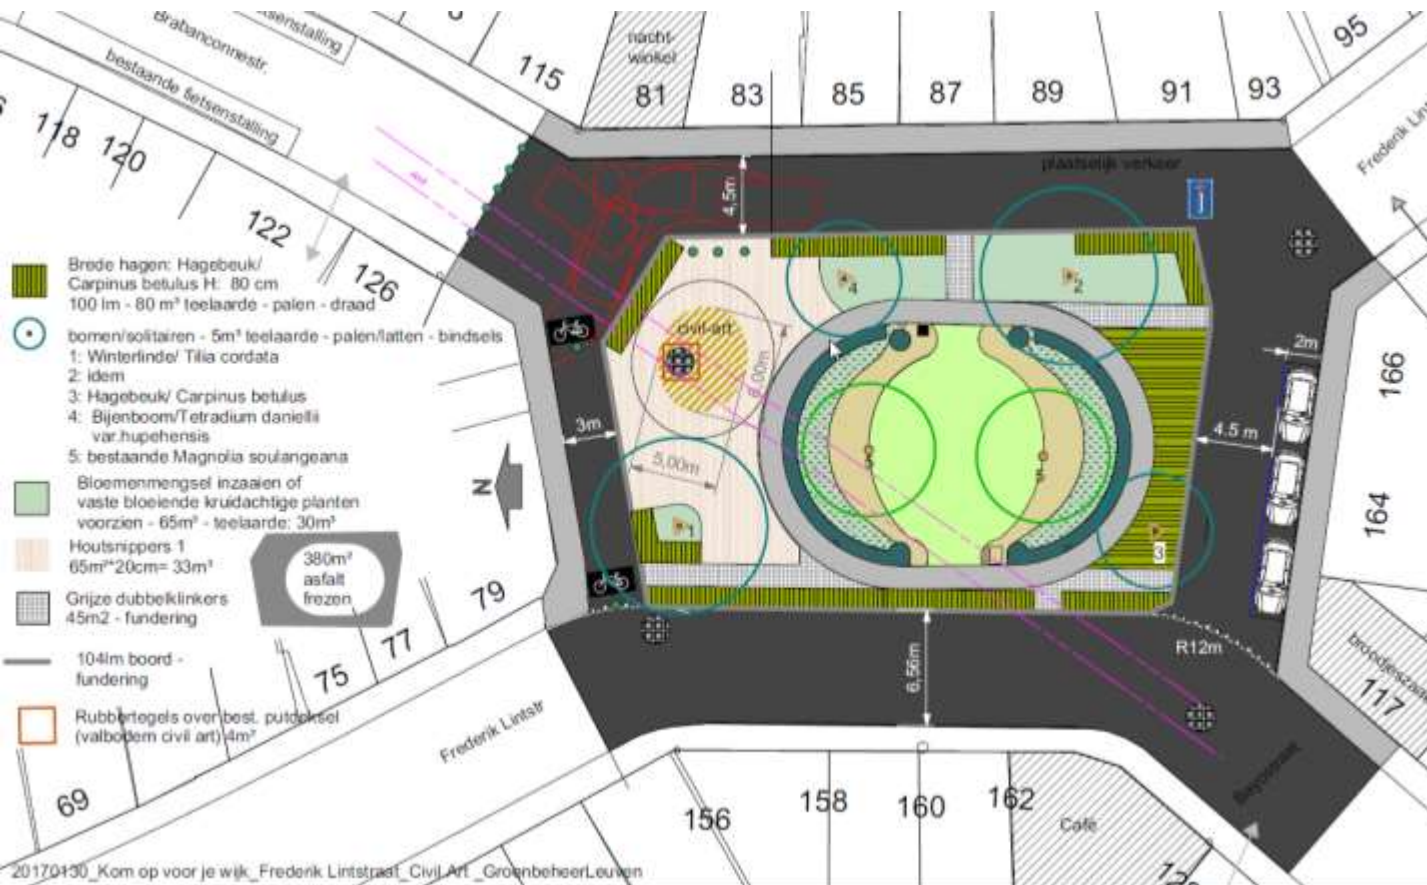 nacht-
winkel
Brabanconnestr.
bestaande fietsenstalling
115
81
83
85
87
89
91
93
95
118
120
122
126
plaatselijk verkeer
4,5m
Brede hagen: Hagebeuk/
Carpinus betulus H: 80 cm
100 lm - 80 m³ teelaarde - palen - draad
bomen/solitairen - 5m³ teelaarde - palen/latten - bindsels
1: Winterlinde/ Tilia cordata
2: idem
3: Hagebeuk/ Carpinus betulus
4: Bijenboom/Tetradium daniellii
var.hupehensis
5: bestaande Magnolia soulangeana
Bloemenmengsel inzaaien of
vaste bloeiende kruidachtige planten
voorzien - 65m² - teelaarde: 30m³
Houtsnippers 1
65m²*20cm= 33m³
Grijze dubbelklinkers
45m2 - fundering
104lm boord -
fundering
Rubbertegels over best. putdeksel
(valbodem civil art) 4m²
380m²
asfalt
frezen
N
civil-art
5,00m
3m
4
2
1
3
5
4.5 m
2m
166
164
117
R12m
6,56m
79
77
75
69
Frederik Lintstr
156
158
160
162
Café
20170130_Kom op voor je wijk_Frederik Lintstraat_Civil Art _GroenbeheerLeuven